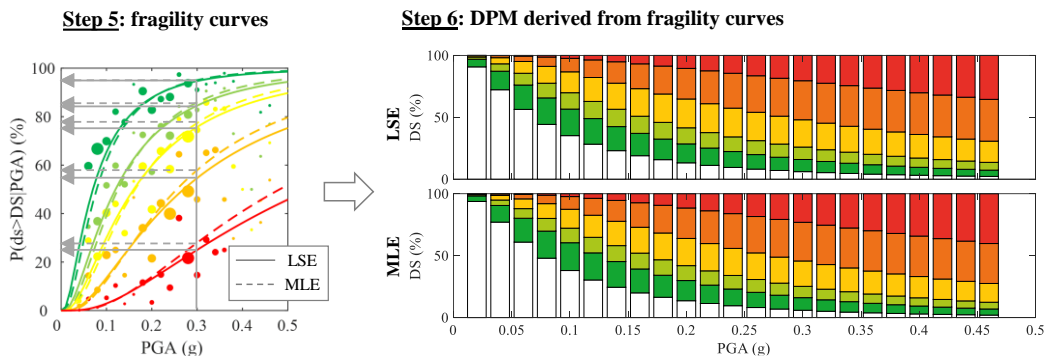 Step 5: fragility curves
Step 6: DPM derived from fragility curves
P(ds>DS|PGA) (%)
100
80
60
40
20
0
LSE
MLE
0 0.1 0.2 0.3 0.4 0.5
PGA (g)
LSE
DS (%)
100
50
0
MLE
DS (%)
100
50
0
0 0.05 0.1 0.15 0.2 0.25 0.3 0.35 0.4 0.45 0.5
PGA (g)